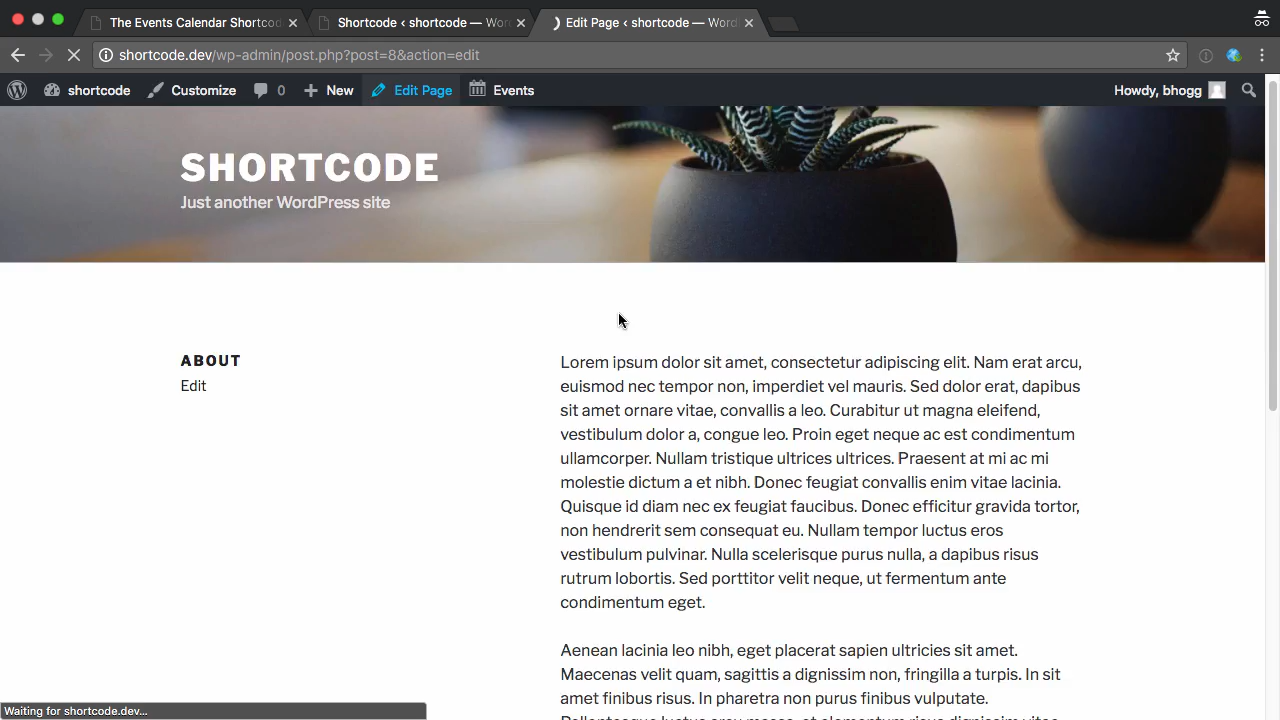 The Events Calendar Shortcod
Shortcode ‹ shortcode — Wor
Edit Page ‹ shortcode — Word
shortcode.dev/wp-admin/post.php?post=8&action=edit
shortcode Customize 0 New Edit Page Events Howdy, bhogg
SHORTCODE
Just another WordPress site
ABOUT
Edit
Lorem ipsum dolor sit amet, consectetur adipiscing elit. Nam erat arcu,
euismod nec tempor non, imperdiet vel mauris. Sed dolor erat, dapibus
sit amet ornare vitae, convallis a leo. Curabitur ut magna eleifend,
vestibulum dolor a, congue leo. Proin eget neque ac est condimentum
ullamcorper. Nullam tristique ultrices ultrices. Praesent at mi ac mi
molestie dictum a et nibh. Donec feugiat convallis enim vitae lacinia.
Quisque id diam nec ex feugiat faucibus. Donec efficitur gravida tortor,
non hendrerit sem consequat eu. Nullam tempor luctus eros
vestibulum pulvinar. Nulla scelerisque purus nulla, a dapibus risus
rutrum lobortis. Sed porttitor velit neque, ut fermentum ante
condimentum eget.
Aenean lacinia leo nibh, eget placerat sapien ultricies sit amet.
Maecenas velit quam, sagittis a dignissim non, fringilla a turpis. In sit
amet finibus risus. In pharetra non purus finibus vulputate.
Waiting for shortcode.dev...